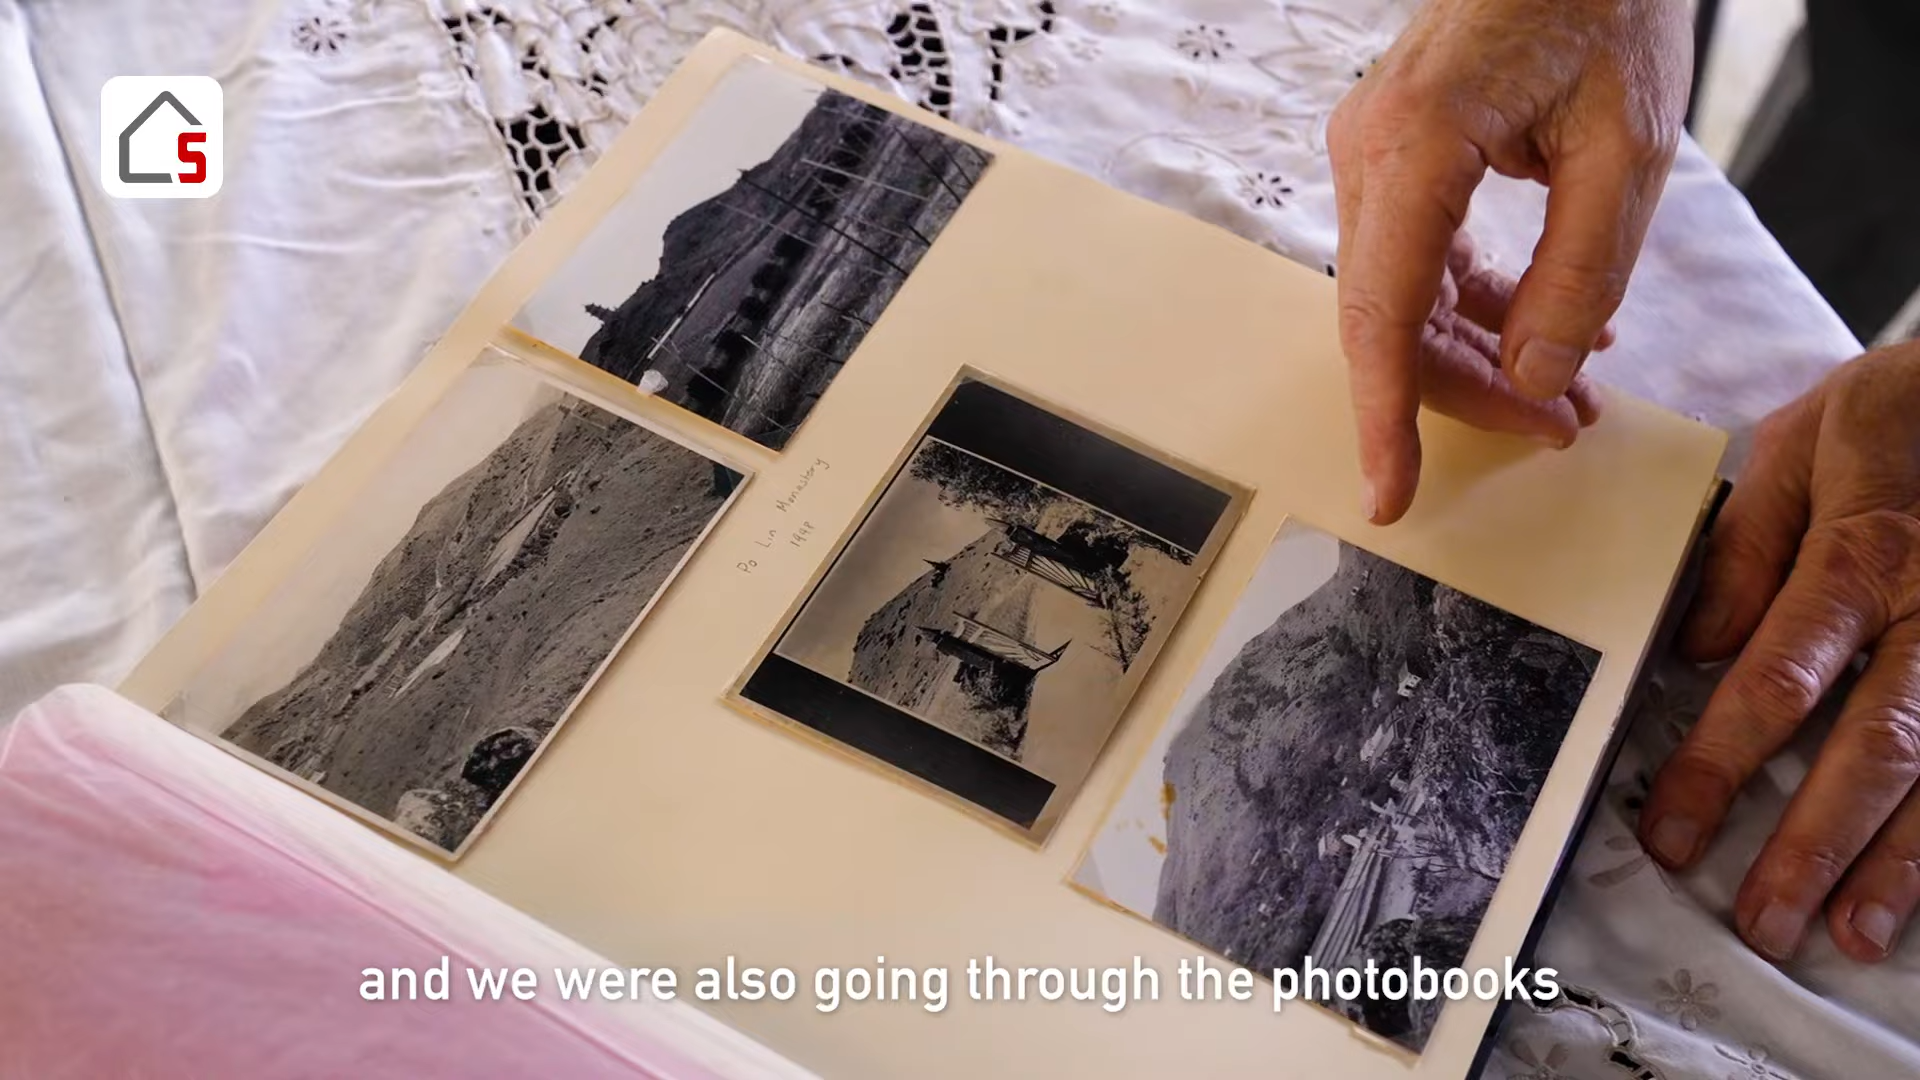 S
Po Lin Monastery
1948
and we were also going through the photobooks